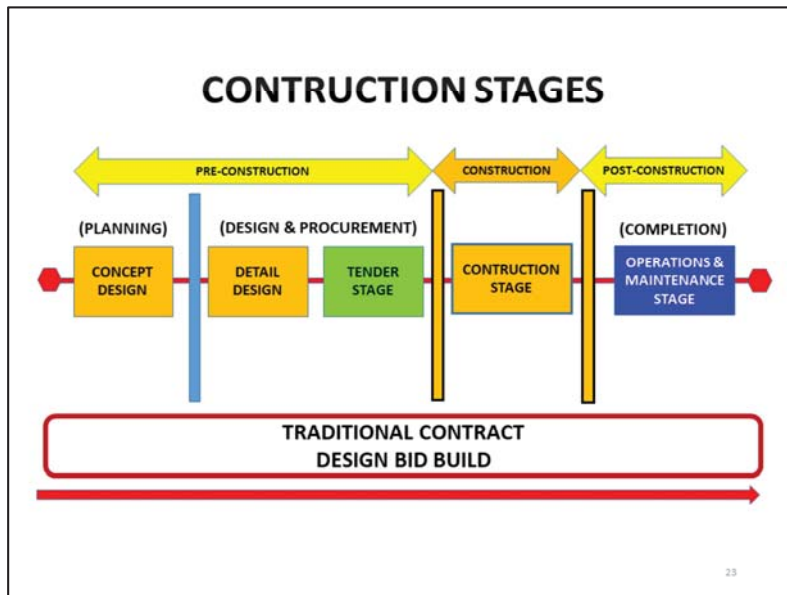 CONTRUCTION STAGES
PRE-CONSTRUCTION
CONSTRUCTION
POST-CONSTRUCTION
(PLANNING)
(DESIGN & PROCUREMENT)
(COMPLETION)
CONCEPT
DESIGN
DETAIL
DESIGN
TENDER
STAGE
CONTRUCTION
STAGE
OPERATIONS &
MAINTENANCE
STAGE
TRADITIONAL CONTRACT
DESIGN BID BUILD
23